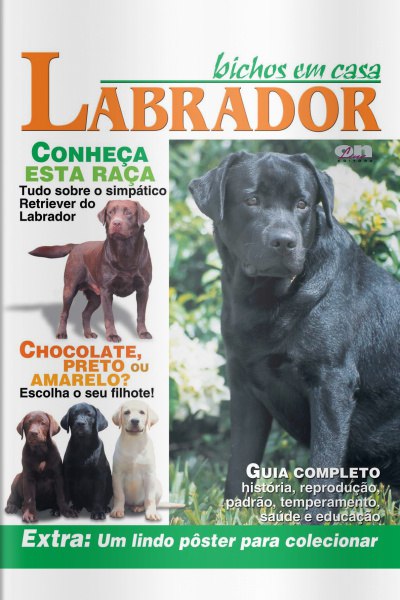 bichos em casa
LABRADOR
CONHEÇA
ESTA RAÇA
Tudo sobre o simpático
Retriever do
Labrador
CHOCOLATE,
PRETO OU
AMARELO?
Escolha o seu filhote!
GUIA COMPLETO
história, reprodução,
padrão, temperamento,
saúde e educação
Extra: Um lindo pôster para colecionar